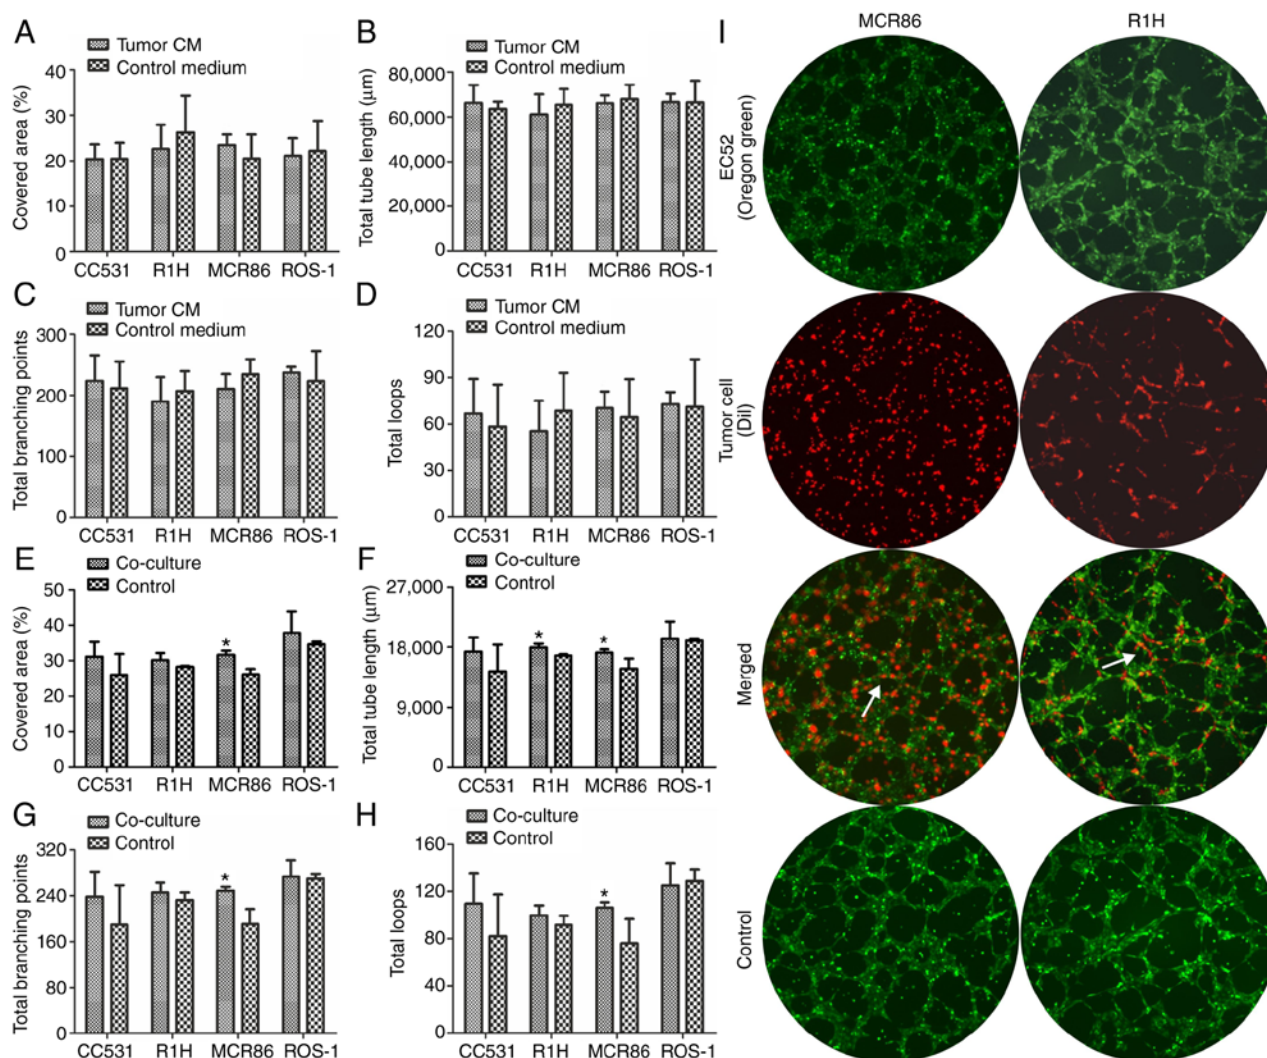 A
Tumor CM
Control medium
Covered area (%)
40
30
20
10
0
CC531 R1H MCR86 ROS-1
B
Tumor CM
Control medium
Total tube length (µm)
80,000
60,000
40,000
20,000
0
CC531 R1H MCR86 ROS-1
C
Tumor CM
Control medium
Total branching points
300
200
100
0
CC531 R1H MCR86 ROS-1
D
Tumor CM
Control medium
Total loops
120
90
60
30
0
CC531 R1H MCR86 ROS-1
E
Co-culture
Control
Covered area (%)
50
40
30
20
10
0
*
CC531 R1H MCR86 ROS-1
F
Co-culture
Control
Total tube length (µm)
27,000
18,000
9,000
0
* *
CC531 R1H MCR86 ROS-1
G
Co-culture
Control
Total branching points
320
240
160
80
0
*
CC531 R1H MCR86 ROS-1
H
Co-culture
Control
Total loops
160
120
80
40
0
*
CC531 R1H MCR86 ROS-1
I
MCR86 R1H
EC52
(Oregon green)
Tumor cell
(DiI)
Merged
Control